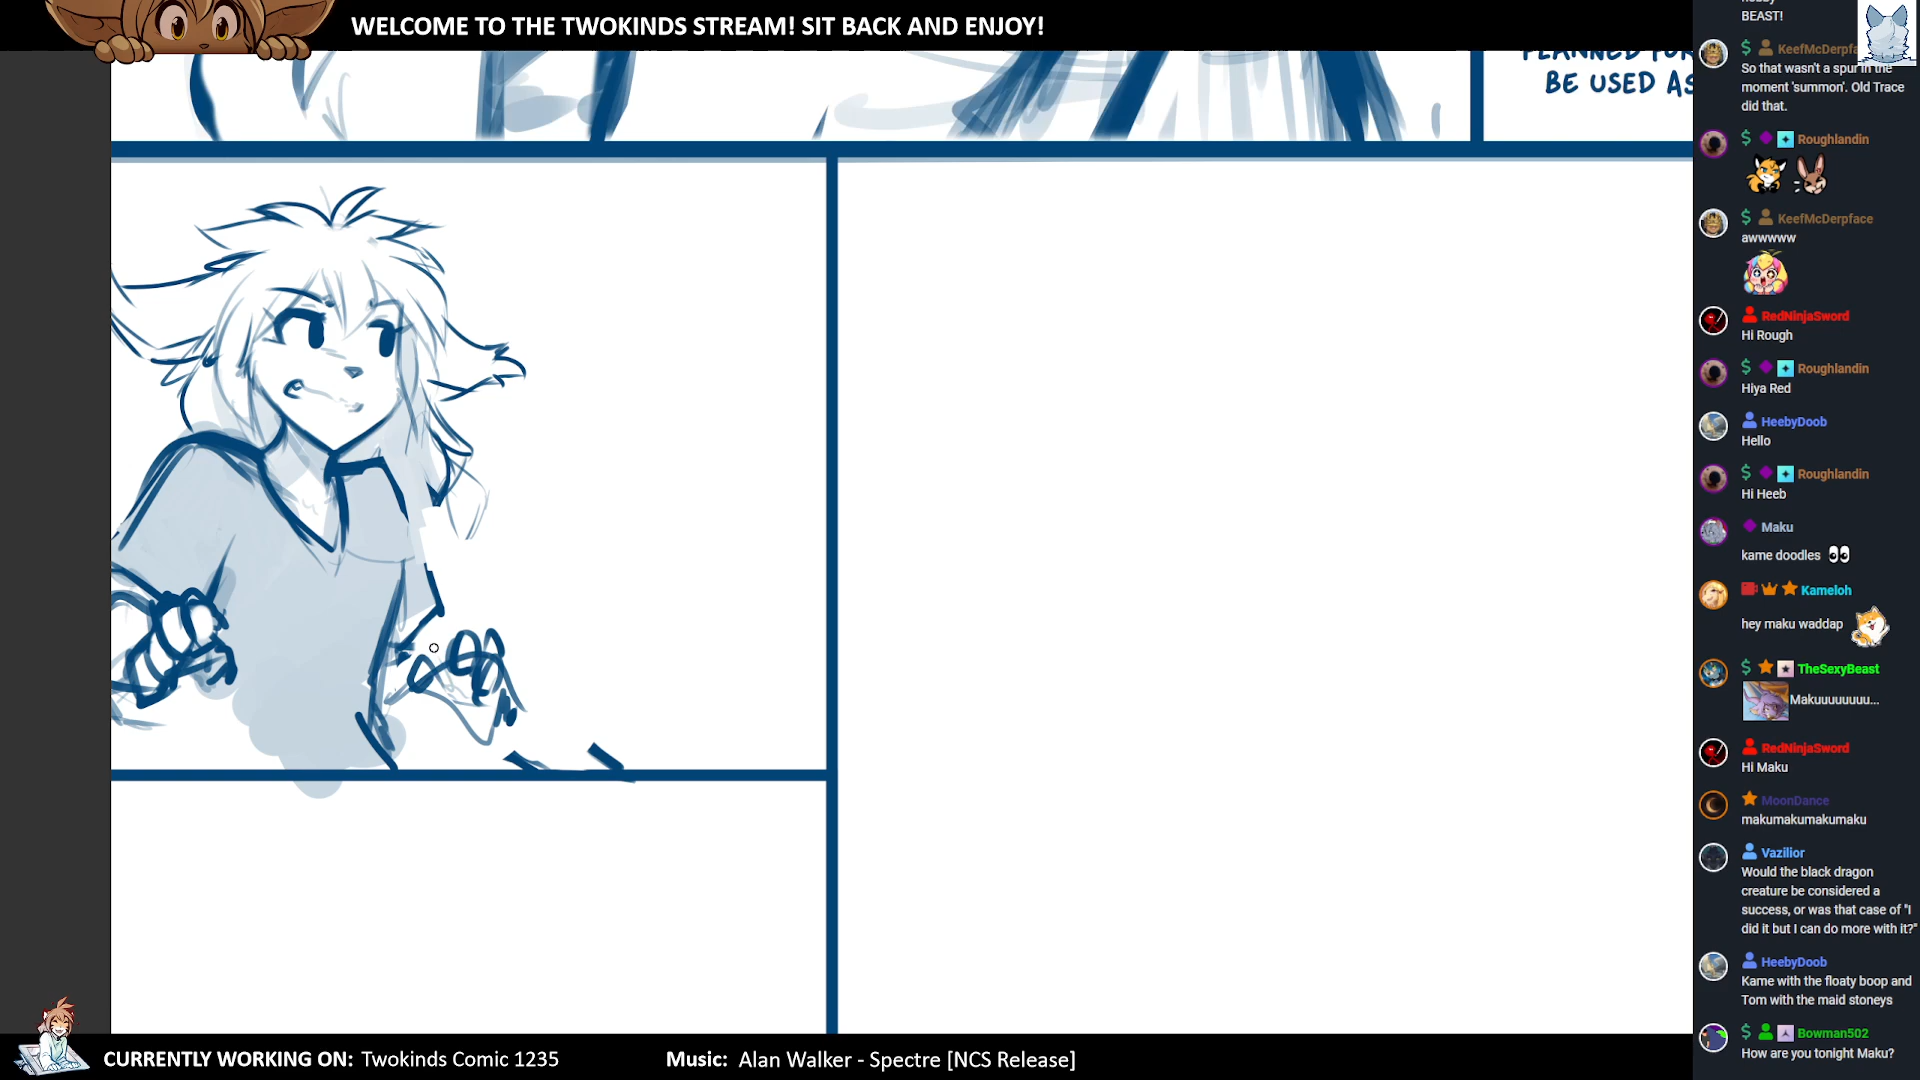 WELCOME TO THE TWOKINDS STREAM! SIT BACK AND ENJOY!
BE USED AS
BEAST!
$ KeefMcDerpfa
So that wasn't a spur in the
moment 'summon'. Old Trace
did that.
$ Roughlandin
$ KeefMcDerpface
awwwww
RedNinjaSword
Hi Rough
$ Roughlandin
Hiya Red
HeebyDoob
Hello
$ Roughlandin
Hi Heeb
Maku
kame doodles
Kameloh
hey maku waddap
$ TheSexyBeast
Makuuuuuuuu...
RedNinjaSword
Hi Maku
MoonDance
makumakumakumaku
Vazilior
Would the black dragon
creature be considered a
success, or was that case of "I
did it but I can do more with it?"
HeebyDoob
Kame with the floaty boop and
Tom with the maid stoneys
$ Bowman502
How are you tonight Maku?
CURRENTLY WORKING ON: Twokinds Comic 1235
Music: Alan Walker - Spectre [NCS Release]